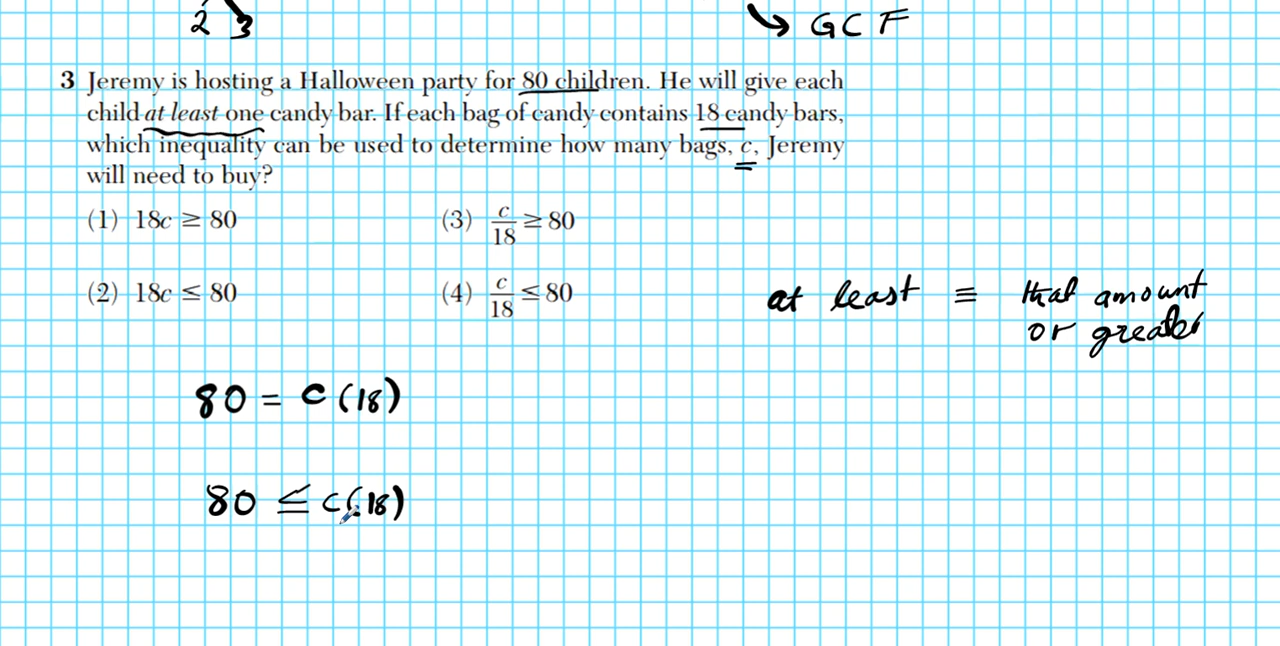 2 3
↘ GCF
3 Jeremy is hosting a Halloween party for 80 children. He will give each
child at least one candy bar. If each bag of candy contains 18 candy bars,
which inequality can be used to determine how many bags, c, Jeremy
will need to buy?
(1) 18c ≥ 80
(3) c/18 ≥ 80
(2) 18c ≤ 80
(4) c/18 ≤ 80
at least ≡ that amount
or greater
80 = c (18)
80 ≤ c(18)